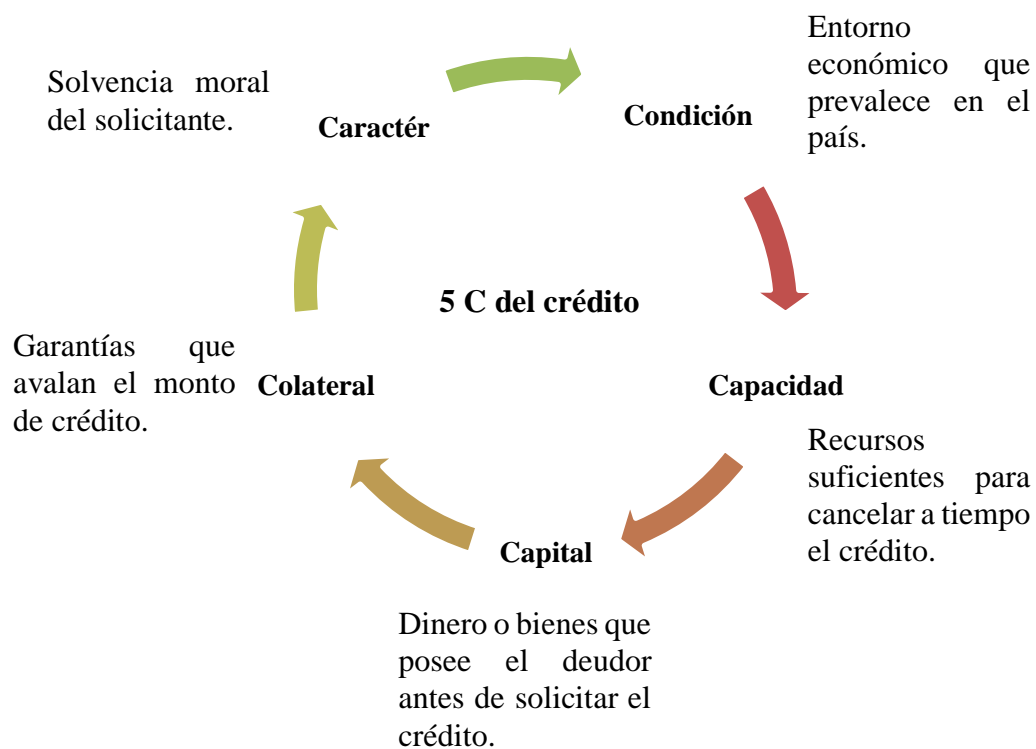 Solvencia moral
del solicitante.
Caractér
Condición
Entorno
económico que
prevalece en el
país.
5 C del crédito
Garantías que
avalan el monto
de crédito.
Colateral
Capacidad
Recursos
suficientes para
cancelar a tiempo
el crédito.
Capital
Dinero o bienes que
posee el deudor
antes de solicitar el
crédito.